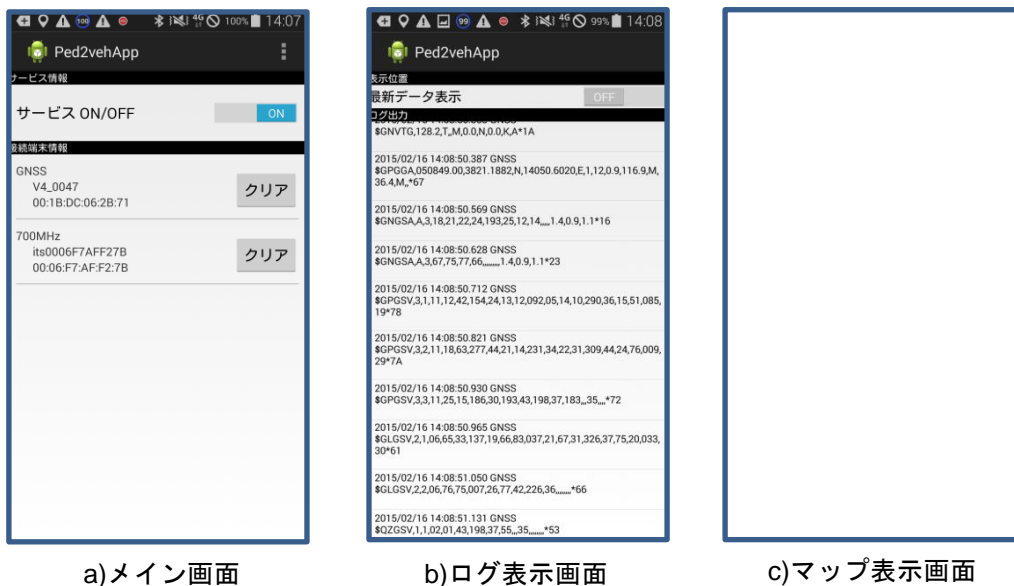 100 4G 100% 14:07
Ped2vehApp
サービス情報
サービス ON/OFF ON
接続端末情報
GNSS
V4_0047
00:1B:DC:06:2B:71
クリア
700MHz
its0006F7AFF27B
00:06:F7:AF:F2:7B
クリア
a)メイン画面
99 4G 99% 14:08
Ped2vehApp
表示位置
最新データ表示 OFF
ログ出力
$GNVTG,128.2,T,,M,0.0,N,0.0,K,A*1A
2015/02/16 14:08:50.387 GNSS
$GPGGA,050849.00,3821.1882,N,14050.6020,E,1,12,0.9,116.9,M,
36.4,M,,*67
2015/02/16 14:08:50.569 GNSS
$GNGSA,A,3,18,21,22,24,193,25,12,14,,,,,1.4,0.9,1.1*16
2015/02/16 14:08:50.628 GNSS
$GNGSA,A,3,67,75,77,66,,,,,,,,,1.4,0.9,1.1*23
2015/02/16 14:08:50.712 GNSS
$GPGSV,3,1,11,12,42,154,24,13,12,092,05,14,10,290,36,15,51,085,
19*78
2015/02/16 14:08:50.821 GNSS
$GPGSV,3,2,11,18,63,277,44,21,14,231,34,22,31,309,44,24,76,009,
29*7A
2015/02/16 14:08:50.930 GNSS
$GPGSV,3,3,11,25,15,186,30,193,43,198,37,183,,,35,,,,*72
2015/02/16 14:08:50.965 GNSS
$GLGSV,2,1,06,65,33,137,19,66,83,037,21,67,31,326,37,75,20,033,
30*61
2015/02/16 14:08:51.050 GNSS
$GLGSV,2,2,06,76,75,007,26,77,42,226,36,,,,,,,,*66
2015/02/16 14:08:51.131 GNSS
$QZGSV,1,1,02,01,43,198,37,55,,,35,,,,,,,,*53
b)ログ表示画面
c)マップ表示画面